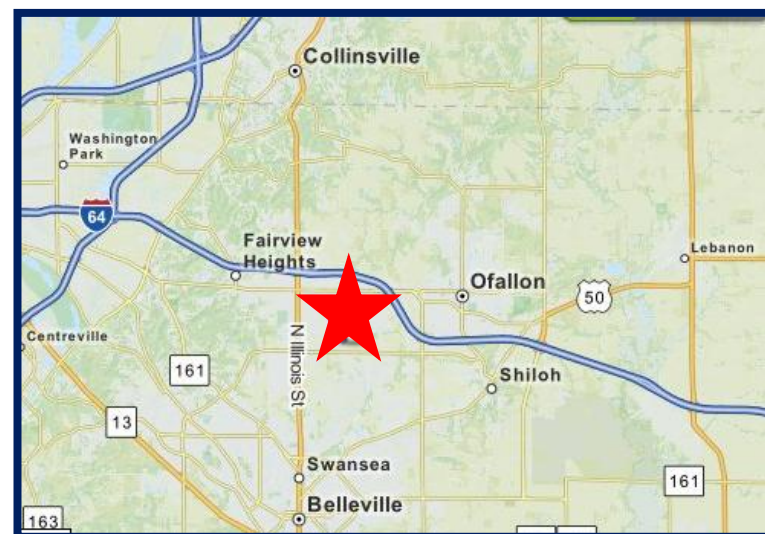 Collinsville
Washington
Park
64
Fairview
Heights
Lebanon
Ofallon
50
Centreville
N Illinois St
161
Shiloh
13
Swansea
161
Belleville
163